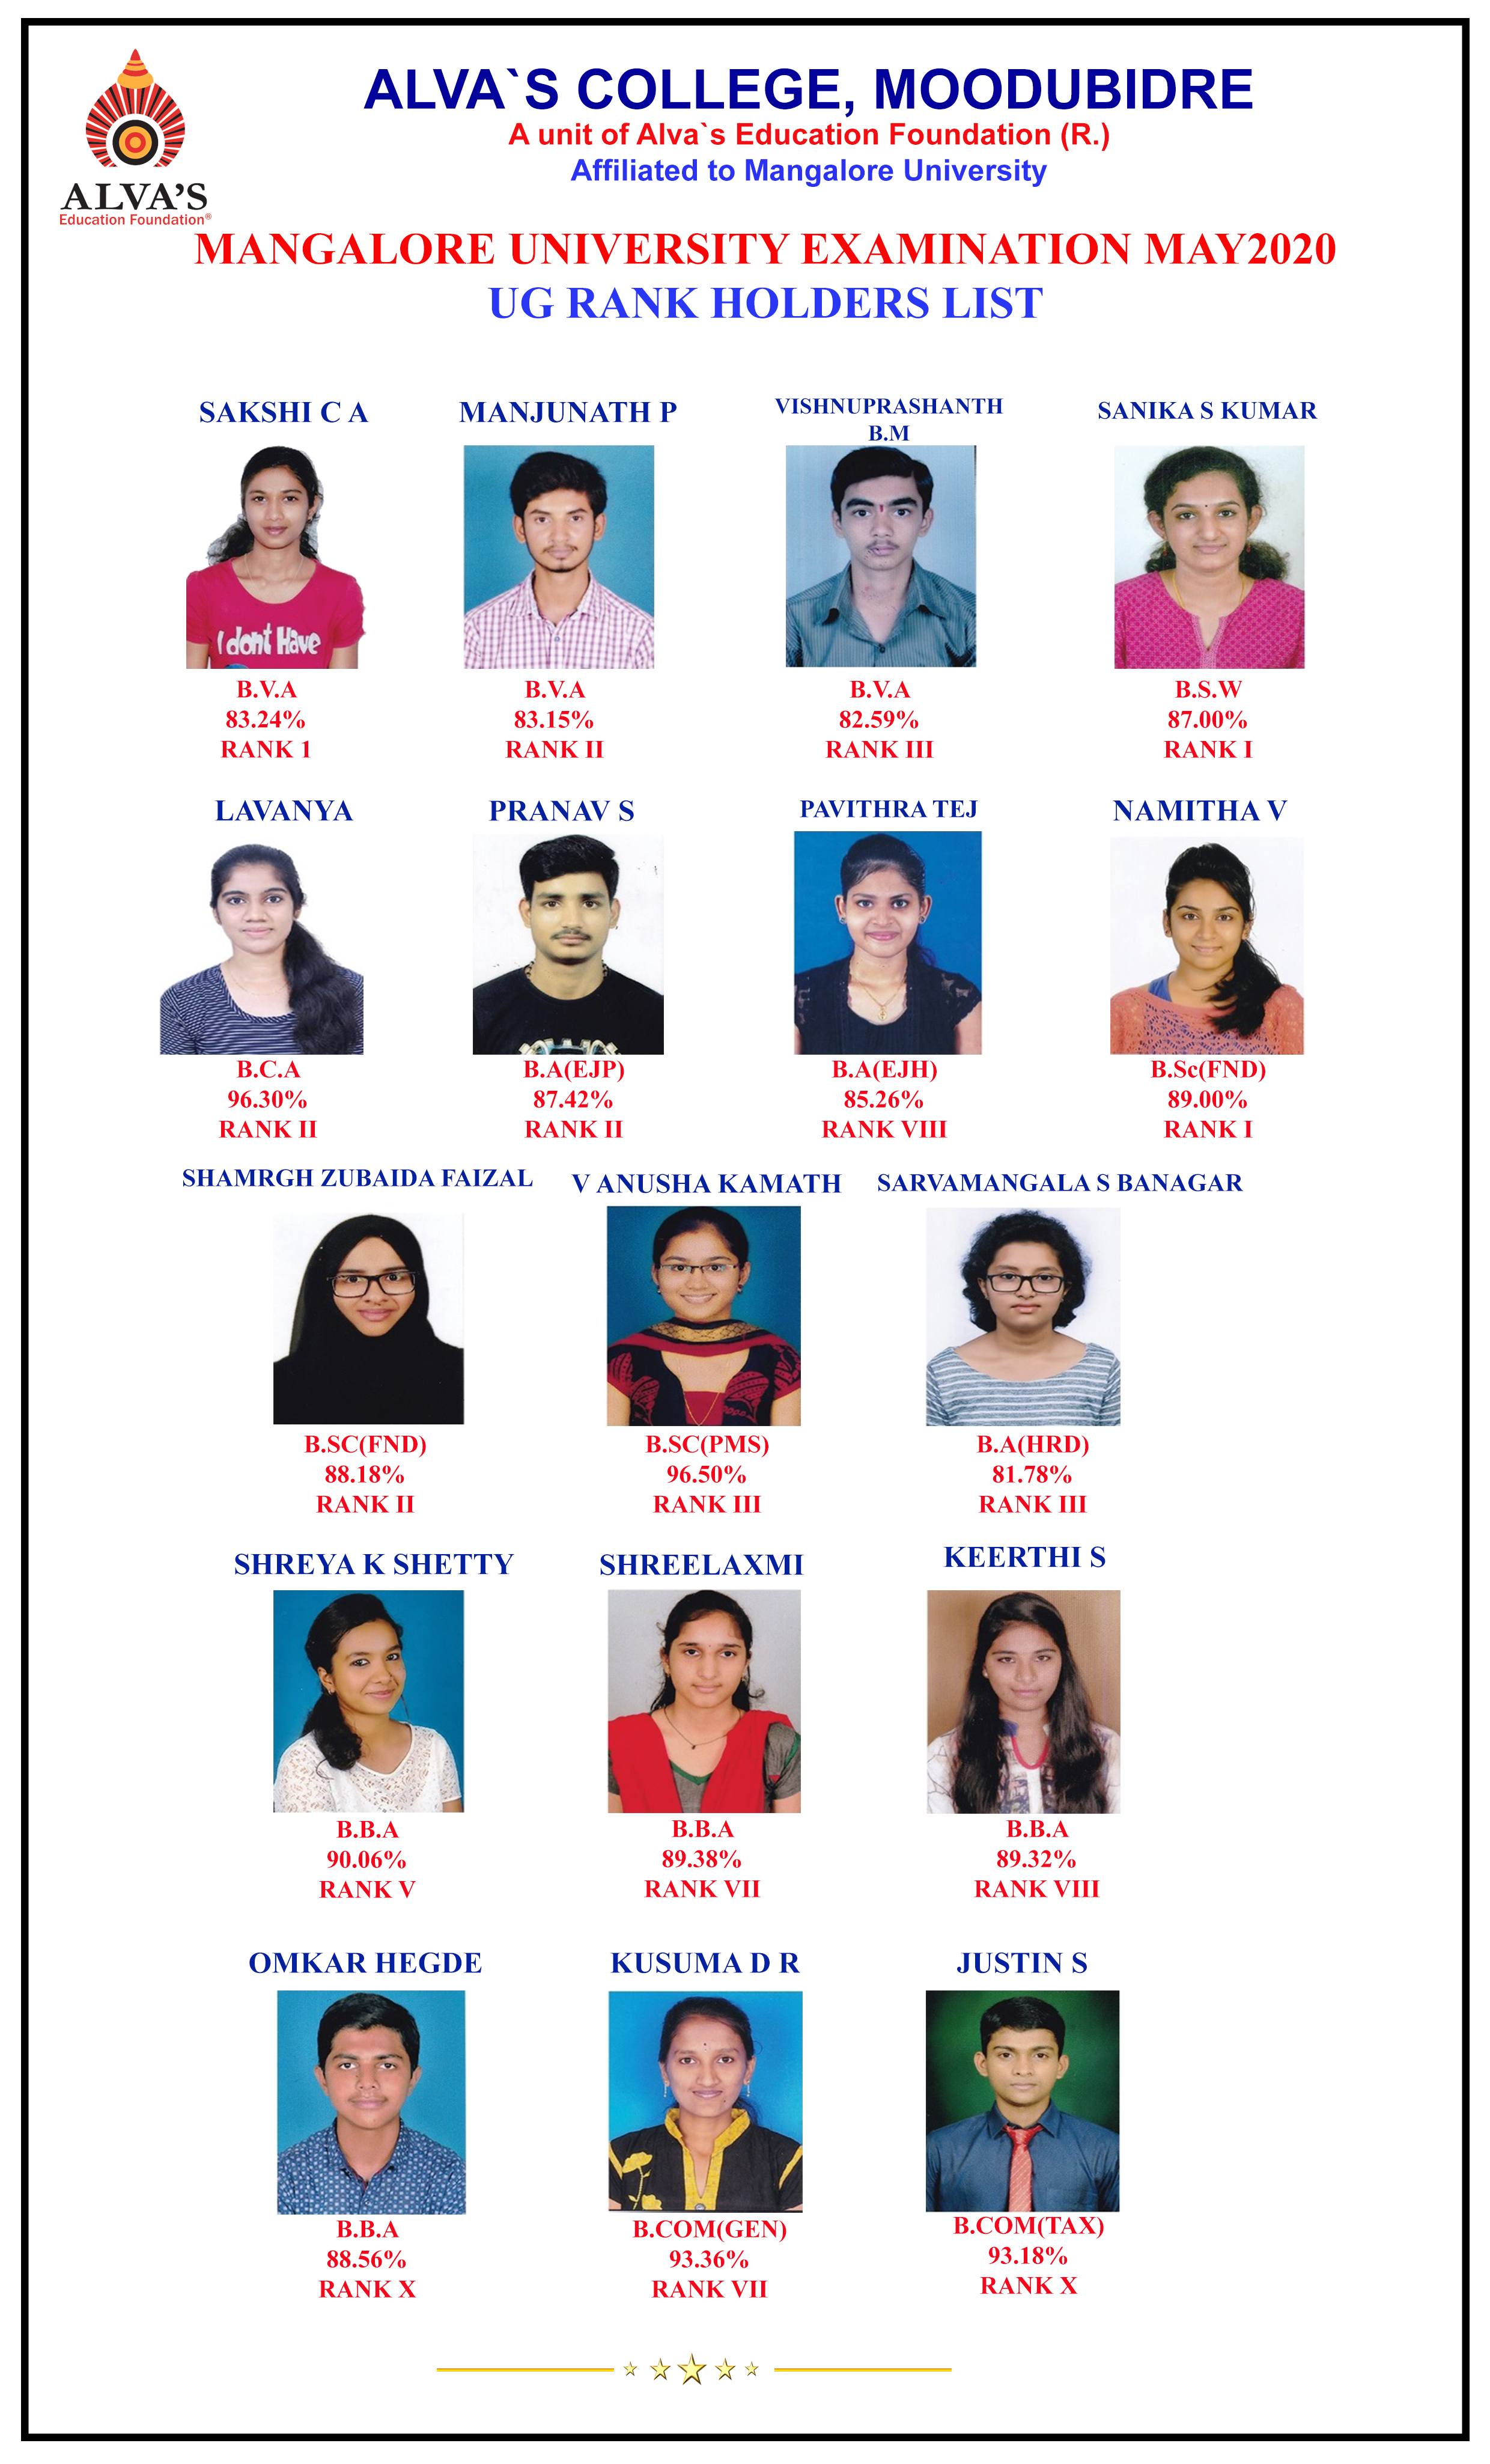 ALVA'S
Education Foundation®
ALVA`S COLLEGE, MOODUBIDRE
A unit of Alva`s Education Foundation (R.)
Affiliated to Mangalore University
MANGALORE UNIVERSITY EXAMINATION MAY2020
UG RANK HOLDERS LIST
SAKSHI C A
I dont Have
B.V.A
83.24%
RANK 1
MANJUNATH P
B.V.A
83.15%
RANK II
VISHNUPRASHANTH
B.M
B.V.A
82.59%
RANK III
SANIKA S KUMAR
B.S.W
87.00%
RANK I
LAVANYA
B.C.A
96.30%
RANK II
PRANAV S
B.A(EJP)
87.42%
RANK II
PAVITHRA TEJ
B.A(EJH)
85.26%
RANK VIII
NAMITHA V
B.Sc(FND)
89.00%
RANK I
SHAMRGH ZUBAIDA FAIZAL
B.SC(FND)
88.18%
RANK II
V ANUSHA KAMATH
B.SC(PMS)
96.50%
RANK III
SARVAMANGALA S BANAGAR
B.A(HRD)
81.78%
RANK III
SHREYA K SHETTY
B.B.A
90.06%
RANK V
SHREELAXMI
B.B.A
89.38%
RANK VII
KEERTHI S
B.B.A
89.32%
RANK VIII
OMKAR HEGDE
B.B.A
88.56%
RANK X
KUSUMA D R
B.COM(GEN)
93.36%
RANK VII
JUSTIN S
B.COM(TAX)
93.18%
RANK X